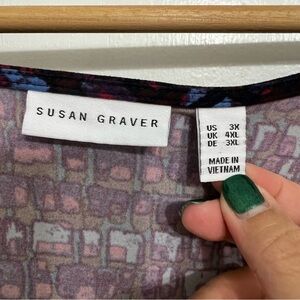 SUSAN GRAVER
US 3X
UK 4XL
DE 3XL
MADE IN
VIETNAM